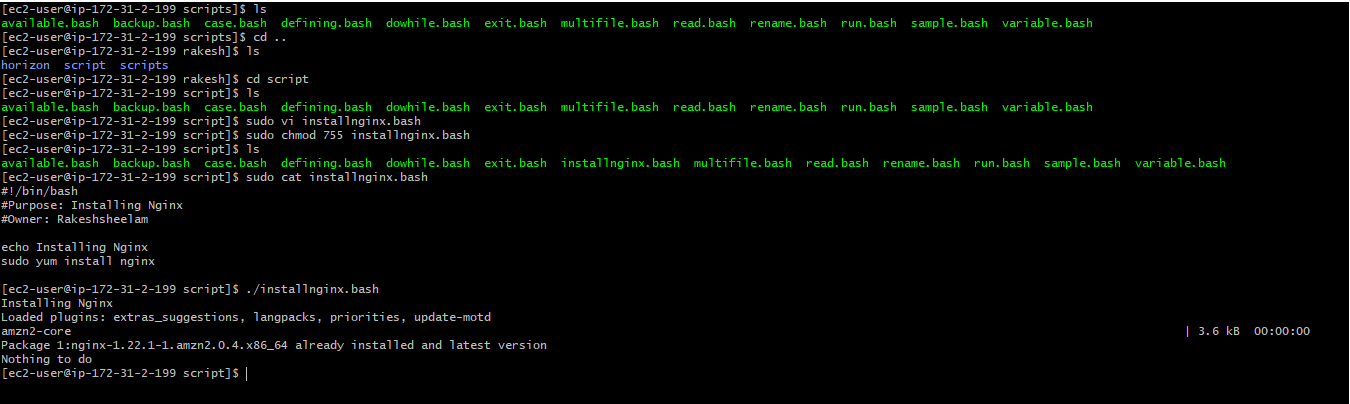 [ec2-user@ip-172-31-2-199 scripts]$ ls
available.bash  backup.bash  case.bash  defining.bash  dowhile.bash  exit.bash  multifile.bash  read.bash  rename.bash  run.bash  sample.bash  variable.bash
[ec2-user@ip-172-31-2-199 scripts]$ cd ..
[ec2-user@ip-172-31-2-199 rakesh]$ ls
horizon  script  scripts
[ec2-user@ip-172-31-2-199 rakesh]$ cd script
[ec2-user@ip-172-31-2-199 script]$ ls
available.bash  backup.bash  case.bash  defining.bash  dowhile.bash  exit.bash  multifile.bash  read.bash  rename.bash  run.bash  sample.bash  variable.bash
[ec2-user@ip-172-31-2-199 script]$ sudo vi installnginx.bash
[ec2-user@ip-172-31-2-199 script]$ sudo chmod 755 installnginx.bash
[ec2-user@ip-172-31-2-199 script]$ ls
available.bash  backup.bash  case.bash  defining.bash  dowhile.bash  exit.bash  installnginx.bash  multifile.bash  read.bash  rename.bash  run.bash  sample.bash  variable.bash
[ec2-user@ip-172-31-2-199 script]$ sudo cat installnginx.bash
#!/bin/bash
#Purpose: Installing Nginx
#Owner: Rakeshsheelam
echo Installing Nginx
sudo yum install nginx
[ec2-user@ip-172-31-2-199 script]$ ./installnginx.bash
Installing Nginx
Loaded plugins: extras_suggestions, langpacks, priorities, update-motd
amzn2-core | 3.6 kB  00:00:00
Package 1:nginx-1.22.1-1.amzn2.0.4.x86_64 already installed and latest version
Nothing to do
[ec2-user@ip-172-31-2-199 script]$